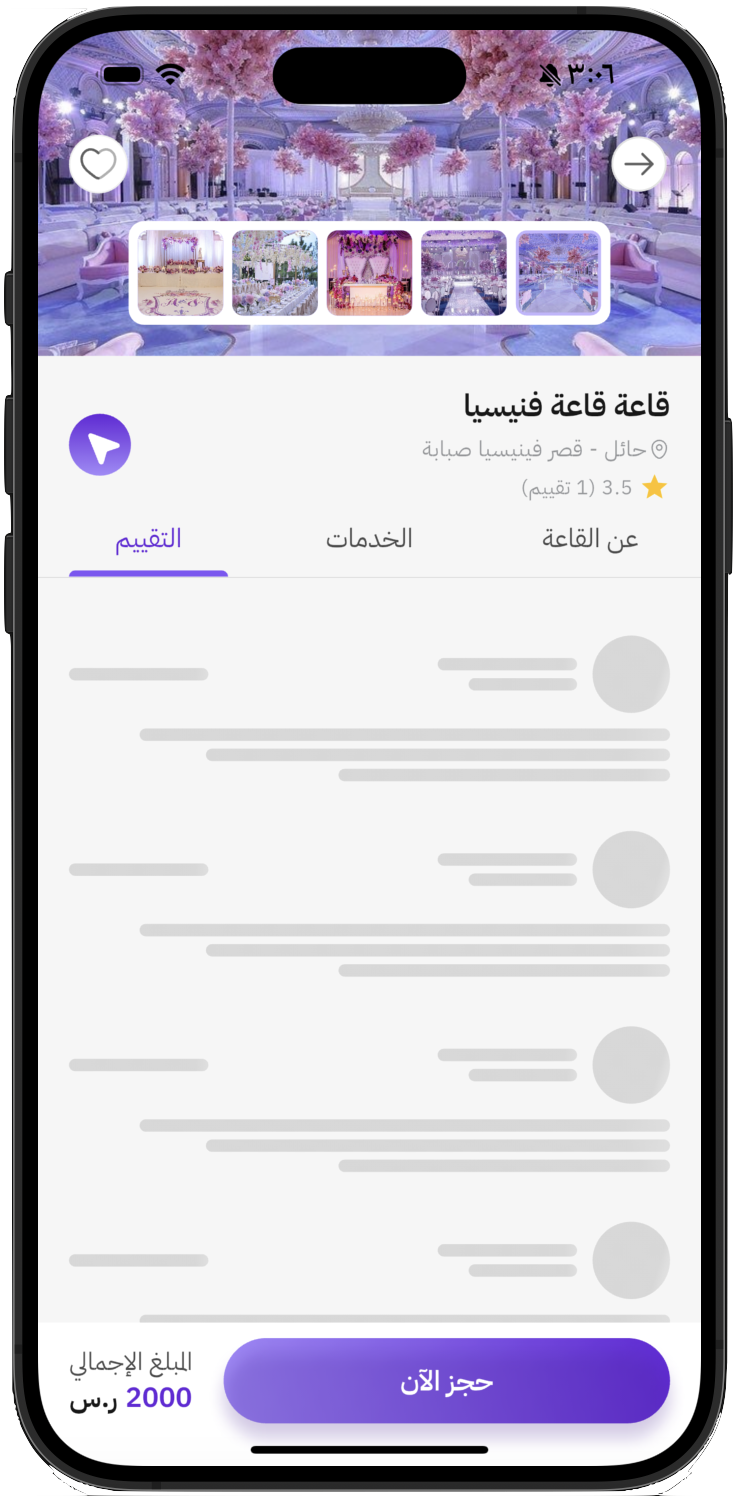 ٣:٠٦
قاعة قاعة فنيسيا
حائل - قصر فينيسيا صبابة
3.5 (1 تقييم)
عن القاعة
الخدمات
التقييم
حجز الآن
المبلغ الإجمالي
2000 ر.س